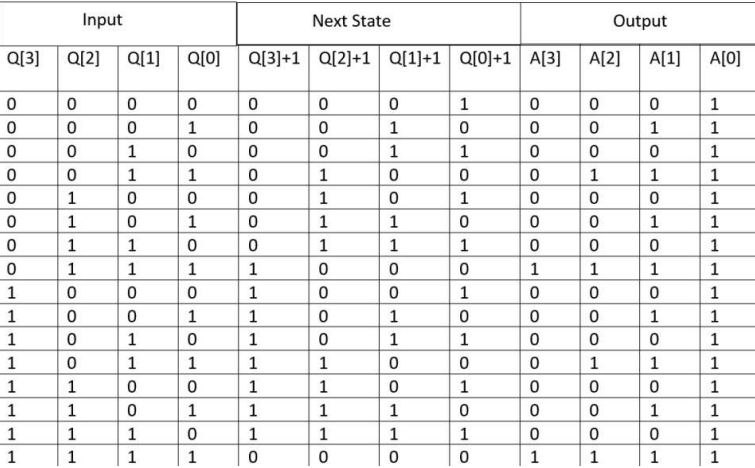 Input Next State Output
Q[3] Q[2] Q[1] Q[0] Q[3]+1 Q[2]+1 Q[1]+1 Q[0]+1 A[3] A[2] A[1] A[0]
0 0 0 0 0 0 0 1 0 0 0 1
0 0 0 1 0 0 1 0 0 0 1 1
0 0 1 0 0 0 1 1 0 0 0 1
0 0 1 1 0 1 0 0 0 1 1 1
0 1 0 0 0 1 0 1 0 0 0 1
0 1 0 1 0 1 1 0 0 0 1 1
0 1 1 0 0 1 1 1 0 0 0 1
0 1 1 1 1 0 0 0 1 1 1 1
1 0 0 0 1 0 0 1 0 0 0 1
1 0 0 1 1 0 1 0 0 0 1 1
1 0 1 0 1 0 1 1 0 0 0 1
1 0 1 1 1 1 0 0 0 1 1 1
1 1 0 0 1 1 0 1 0 0 0 1
1 1 0 1 1 1 1 0 0 0 1 1
1 1 1 0 1 1 1 1 0 0 0 1
1 1 1 1 0 0 0 0 1 1 1 1